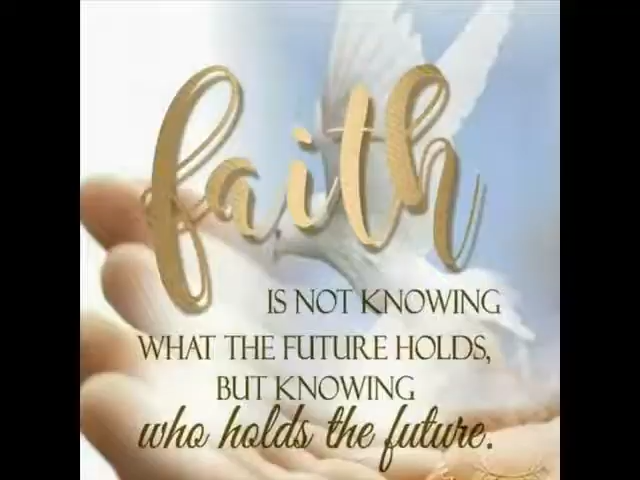 faith
IS NOT KNOWING
WHAT THE FUTURE HOLDS,
BUT KNOWING
who holds the future.